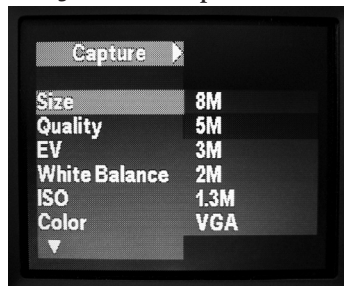 Capture
Size 8M
Quality 5M
EV 3M
White Balance 2M
ISO 1.3M
Color VGA